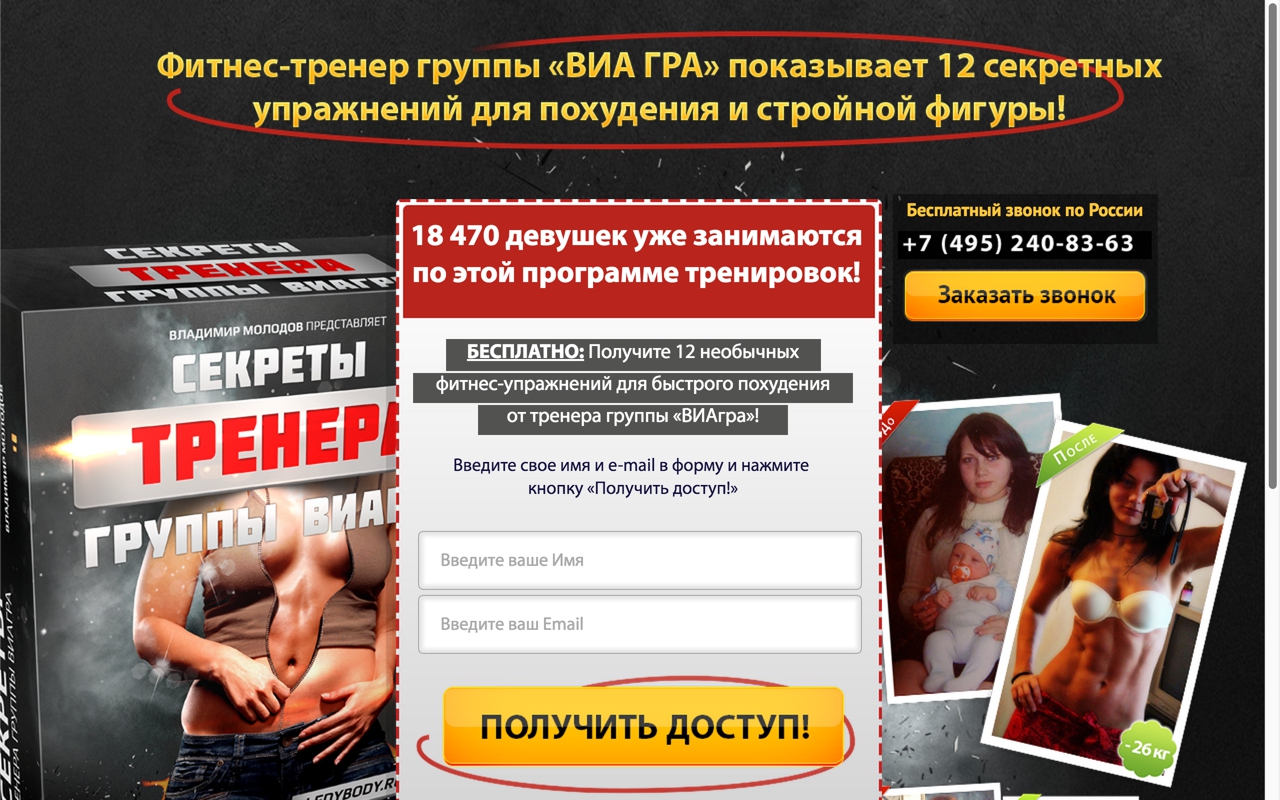 Фитнес-тренер группы «ВИА ГРА» показывает 12 секретных
упражнений для похудения и стройной фигуры!
СЕКРЕТЫ
ТРЕНЕРА
ГРУППЫ ВИАГР
ВЛАДИМИР МОЛОДОВ ПРЕДСТАВЛЯЕТ
СЕКРЕТЫ
ТРЕНЕРА
ГРУППЫ ВИАГ
ВЛАДИМИР МОЛОДОВ
18 470 девушек уже занимаются
по этой программе тренировок!
БЕСПЛАТНО: Получите 12 необычных
фитнес-упражнений для быстрого похудения
от тренера группы «ВИАгра»!
Введите свое имя и e-mail в форму и нажмите
кнопку «Получить доступ!»
Введите ваше Имя
Введите ваш Email
ПОЛУЧИТЬ ДОСТУП!
Бесплатный звонок по России
+7 (495) 240-83-63
Заказать звонок
До
После
- 26 кг